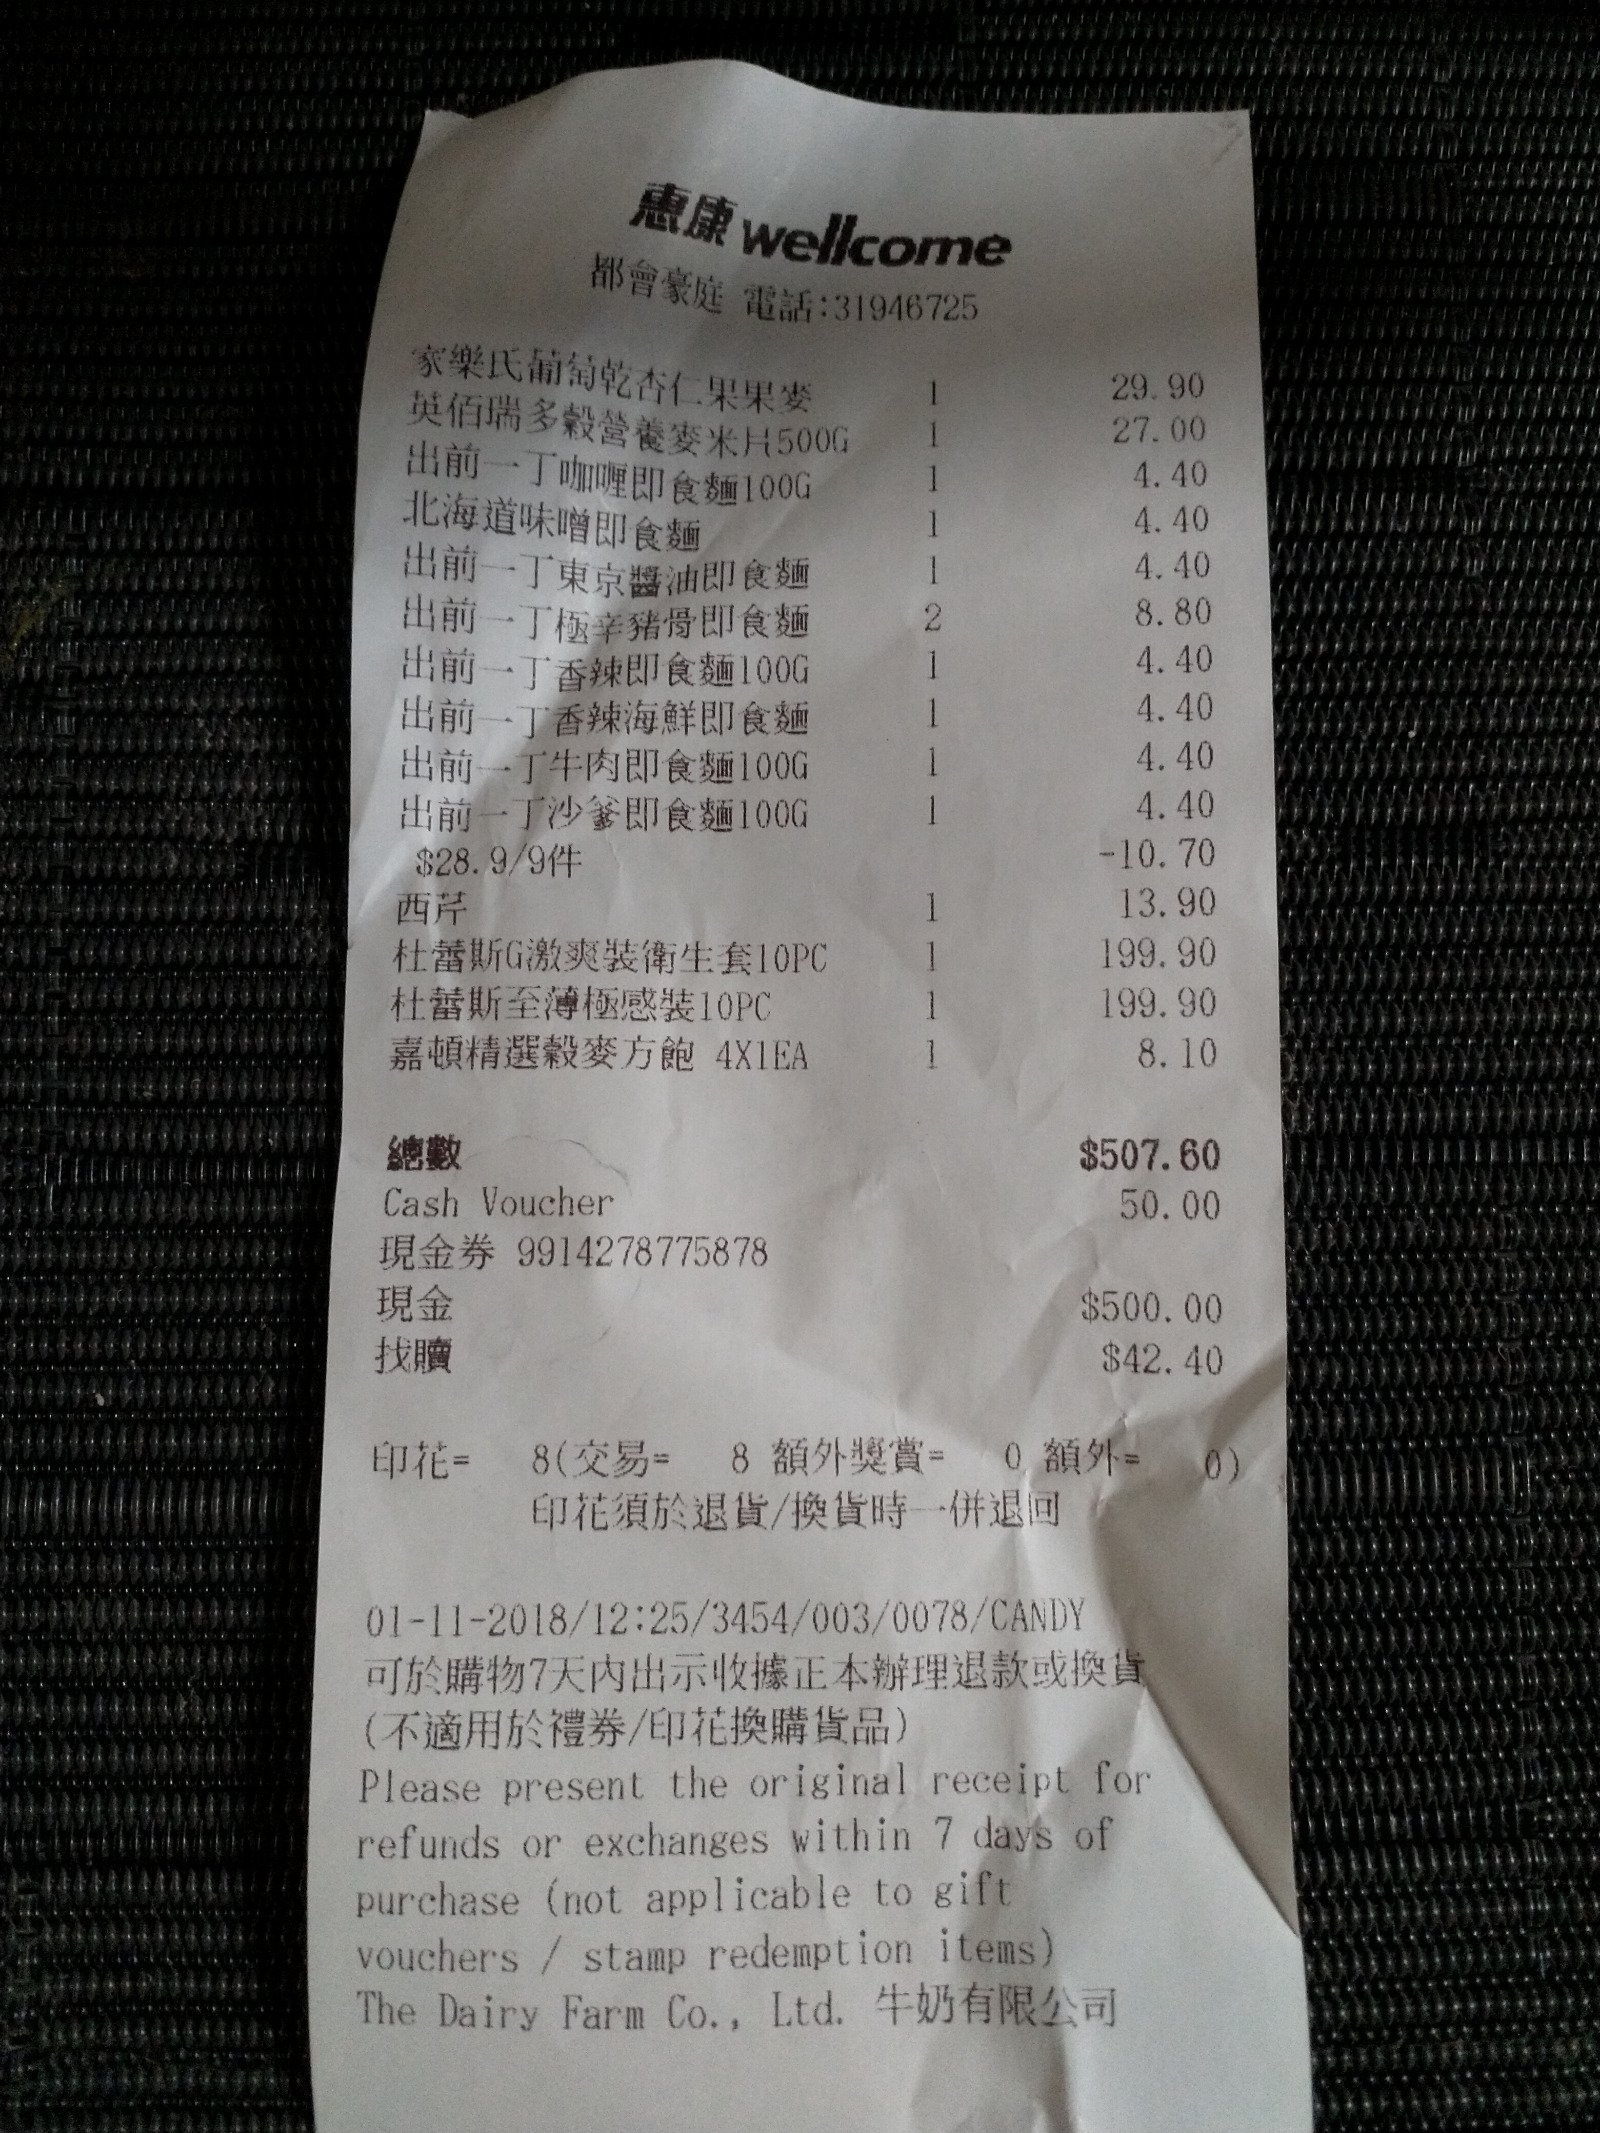 惠康 wellcome
都會豪庭 電話:31946725
家樂氏葡萄乾杏仁果果麥 1 29.90
英佰瑞多穀營養麥米片500G 1 27.00
出前一丁咖喱即食麵100G 1 4.40
北海道味噌即食麵 1 4.40
出前一丁東京醬油即食麵 1 4.40
出前一丁極辛豬骨即食麵 2 8.80
出前一丁香辣即食麵100G 1 4.40
出前一丁香辣海鮮即食麵 1 4.40
出前一丁牛肉即食麵100G 1 4.40
出前一丁沙爹即食麵100G 1 4.40
$28.9/9件 -10.70
西芹 1 13.90
杜蕾斯G激爽裝衛生套10PC 1 199.90
杜蕾斯至薄極感裝10PC 1 199.90
嘉頓精選穀麥方飽 4X1EA 1 8.10
總數 $507.60
Cash Voucher 50.00
現金券 9914278775878
現金 $500.00
找贖 $42.40
印花= 8(交易= 8 額外獎賞= 0 額外= 0)
印花須於退貨/換貨時一併退回
01-11-2018/12:25/3454/003/0078/CANDY
可於購物7天內出示收據正本辦理退款或換貨
(不適用於禮券/印花換購貨品)
Please present the original receipt for
refunds or exchanges within 7 days of
purchase (not applicable to gift
vouchers / stamp redemption items)
The Dairy Farm Co., Ltd. 牛奶有限公司